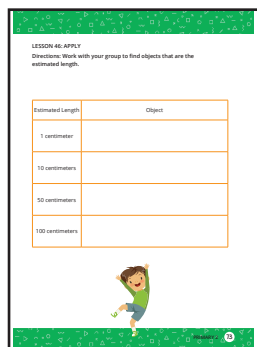 LESSON 46: APPLY
Directions: Work with your group to find objects that are the
estimated length.
Estimated Length Object
1 centimeter
10 centimeters
50 centimeters
100 centimeters
73